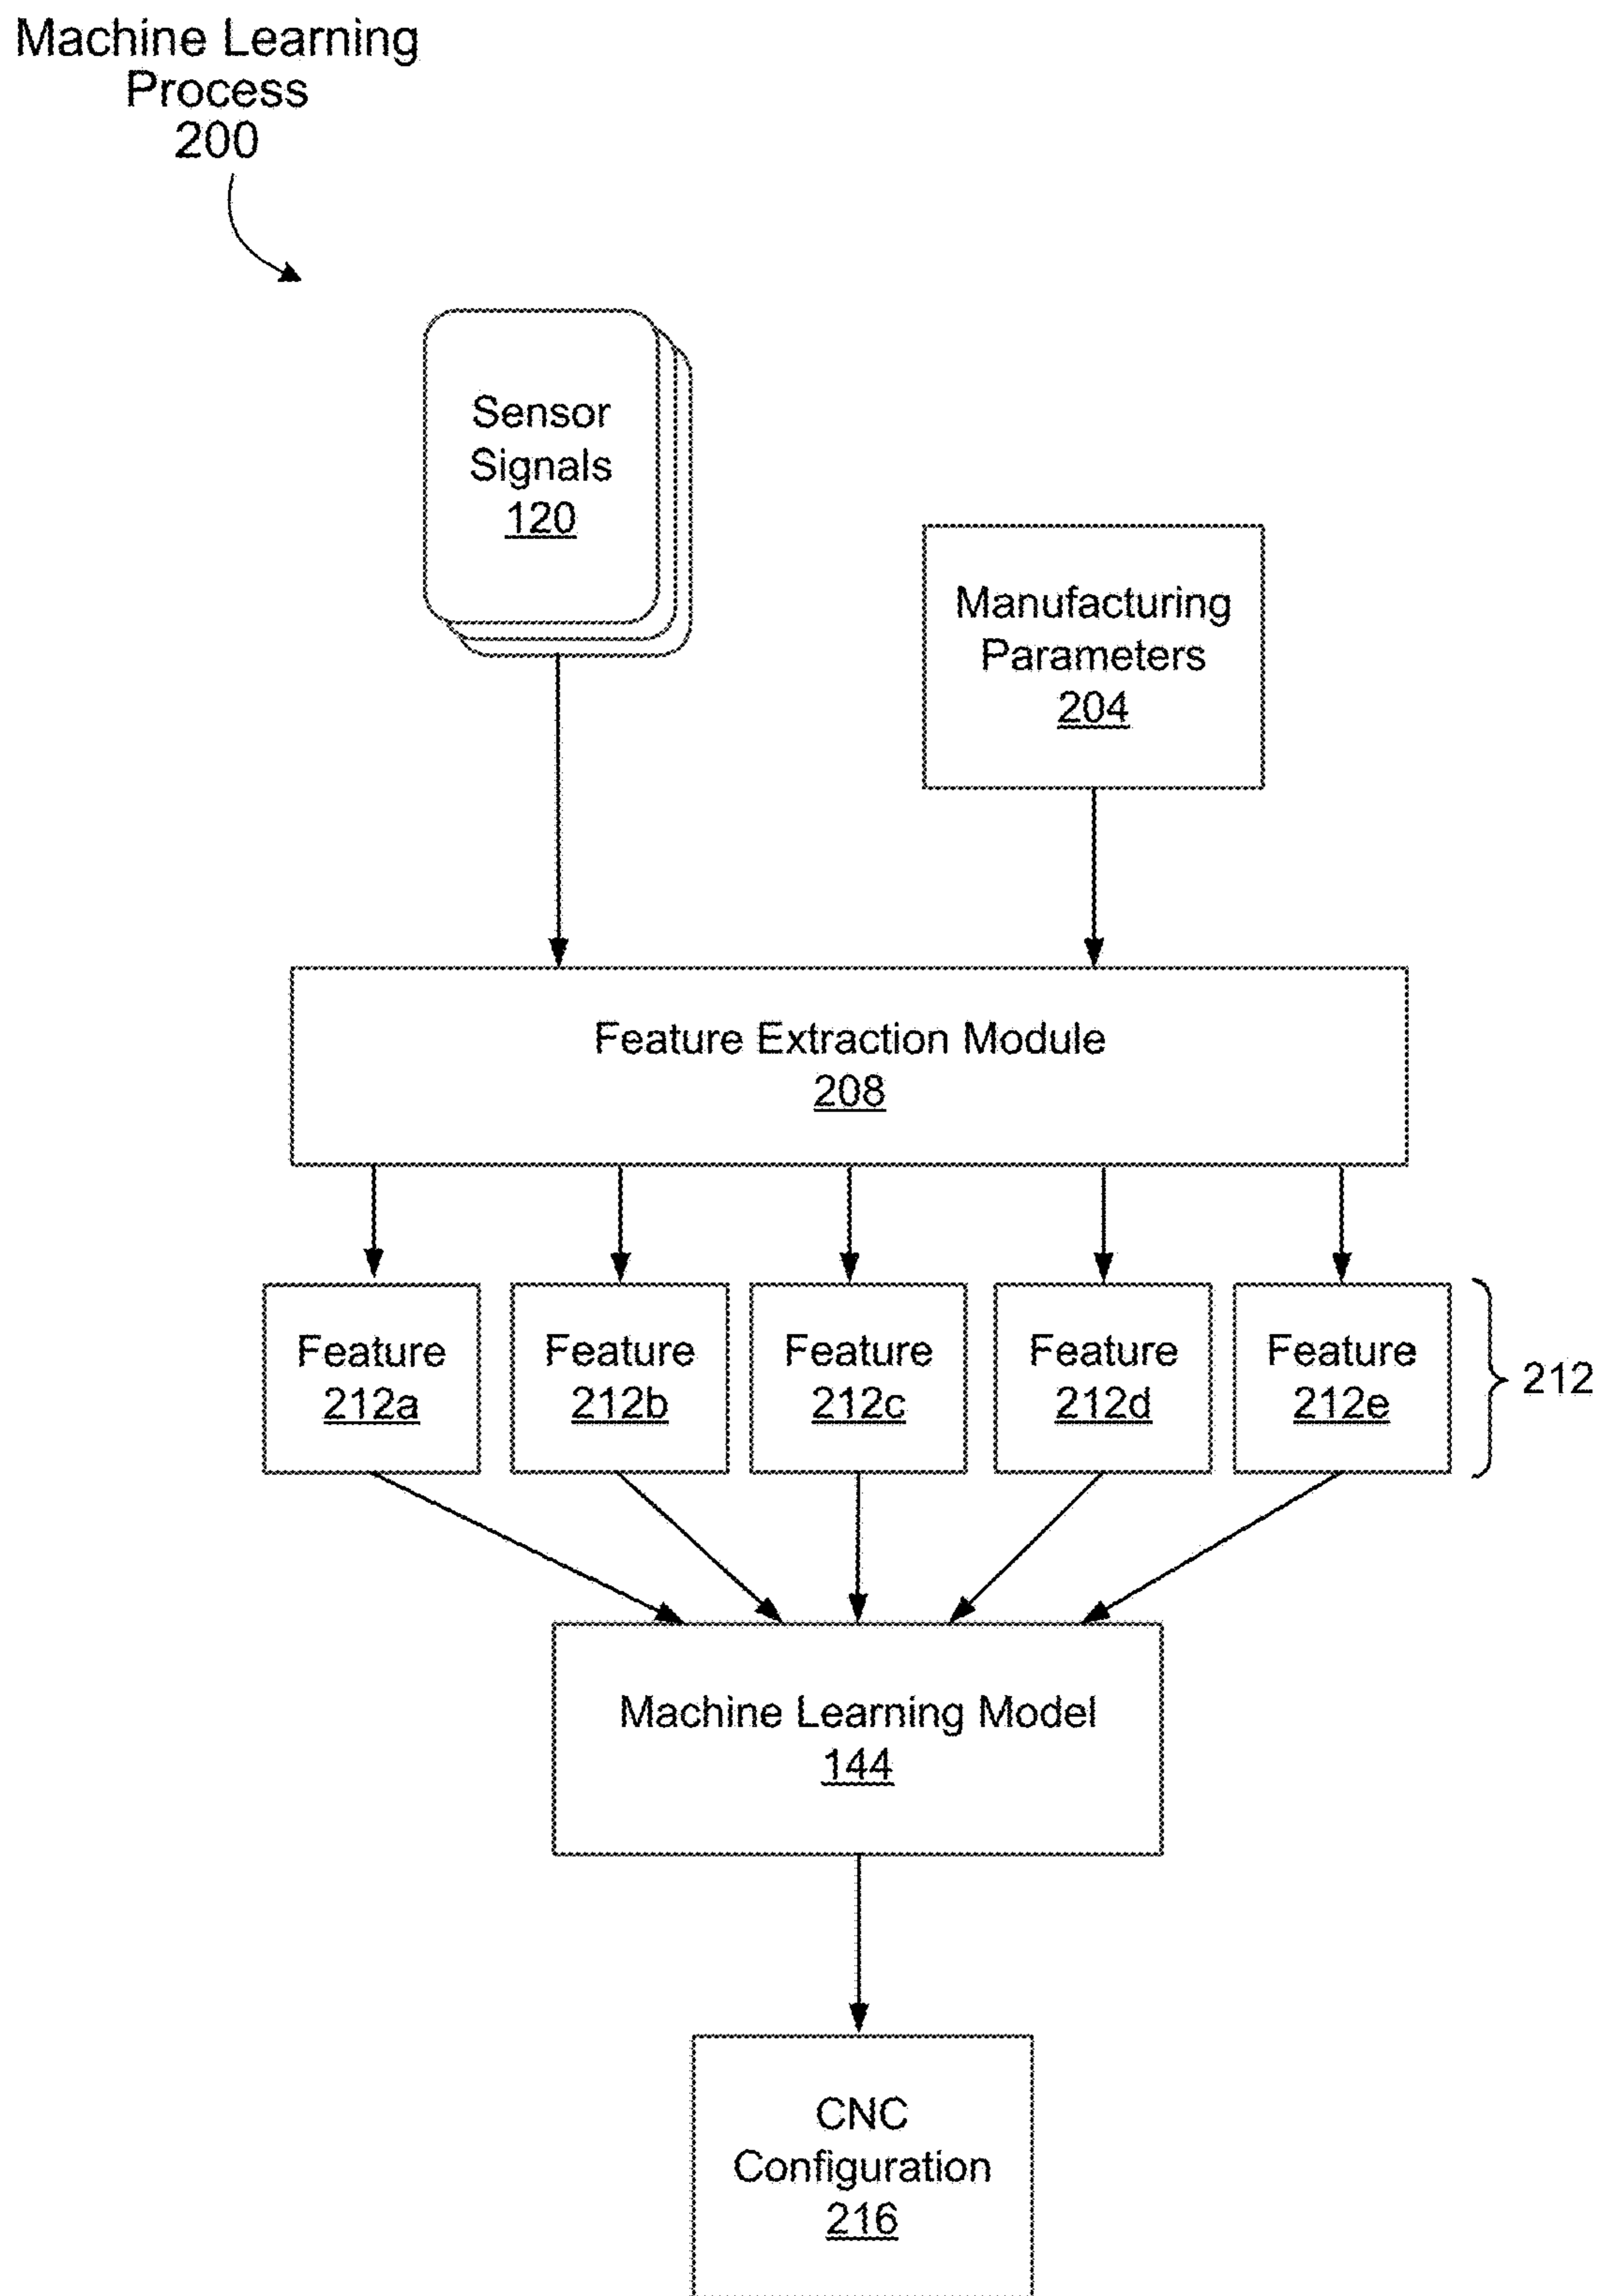 Machine Learning
Process
200
Sensor
Signals
120
Manufacturing
Parameters
204
Feature Extraction Module
208
Feature
212a
Feature
212b
Feature
212c
Feature
212d
Feature
212e
212
Machine Learning Model
144
CNC
Configuration
216